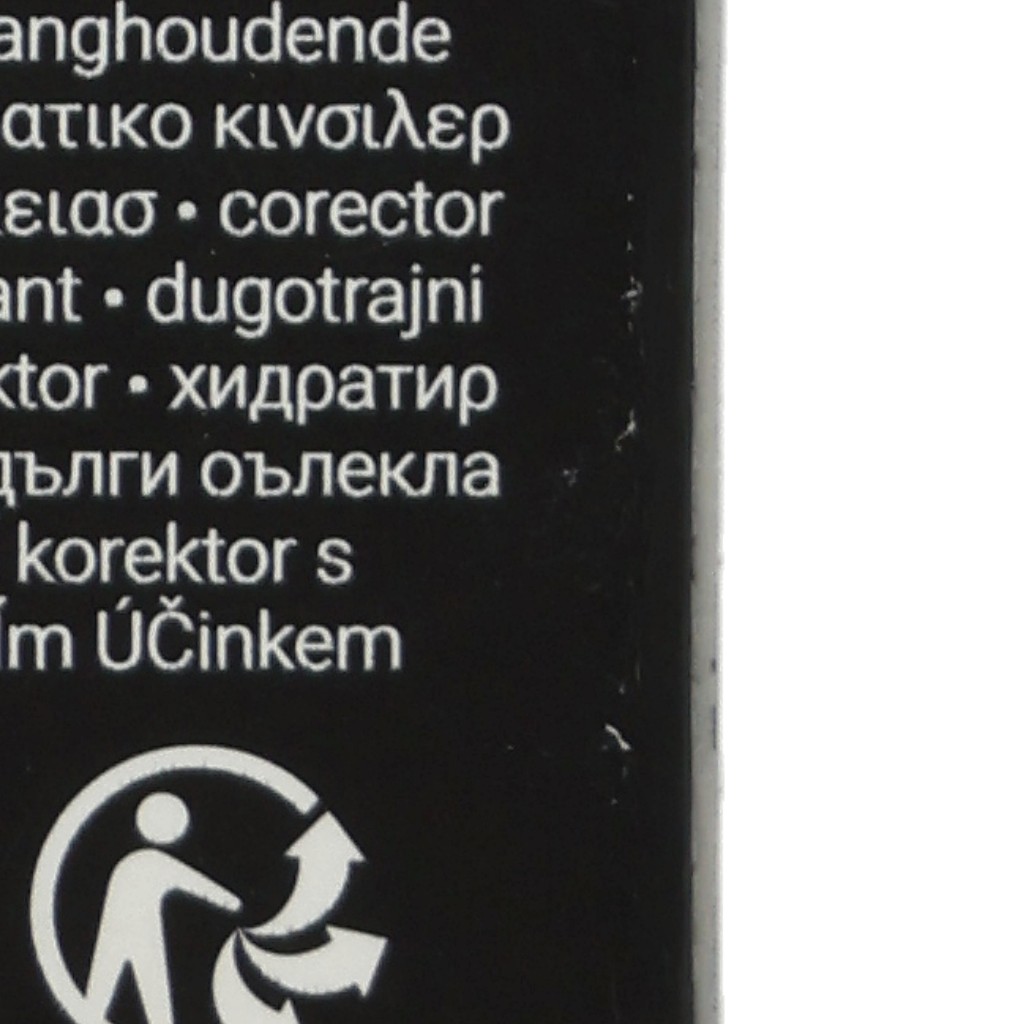 anghoudende
ατικο κινσιλερ
ειασ • corector
ant • dugotrajni
ktor • хидратир
дълги оълекла
korektor s
Ím ÚČinkem